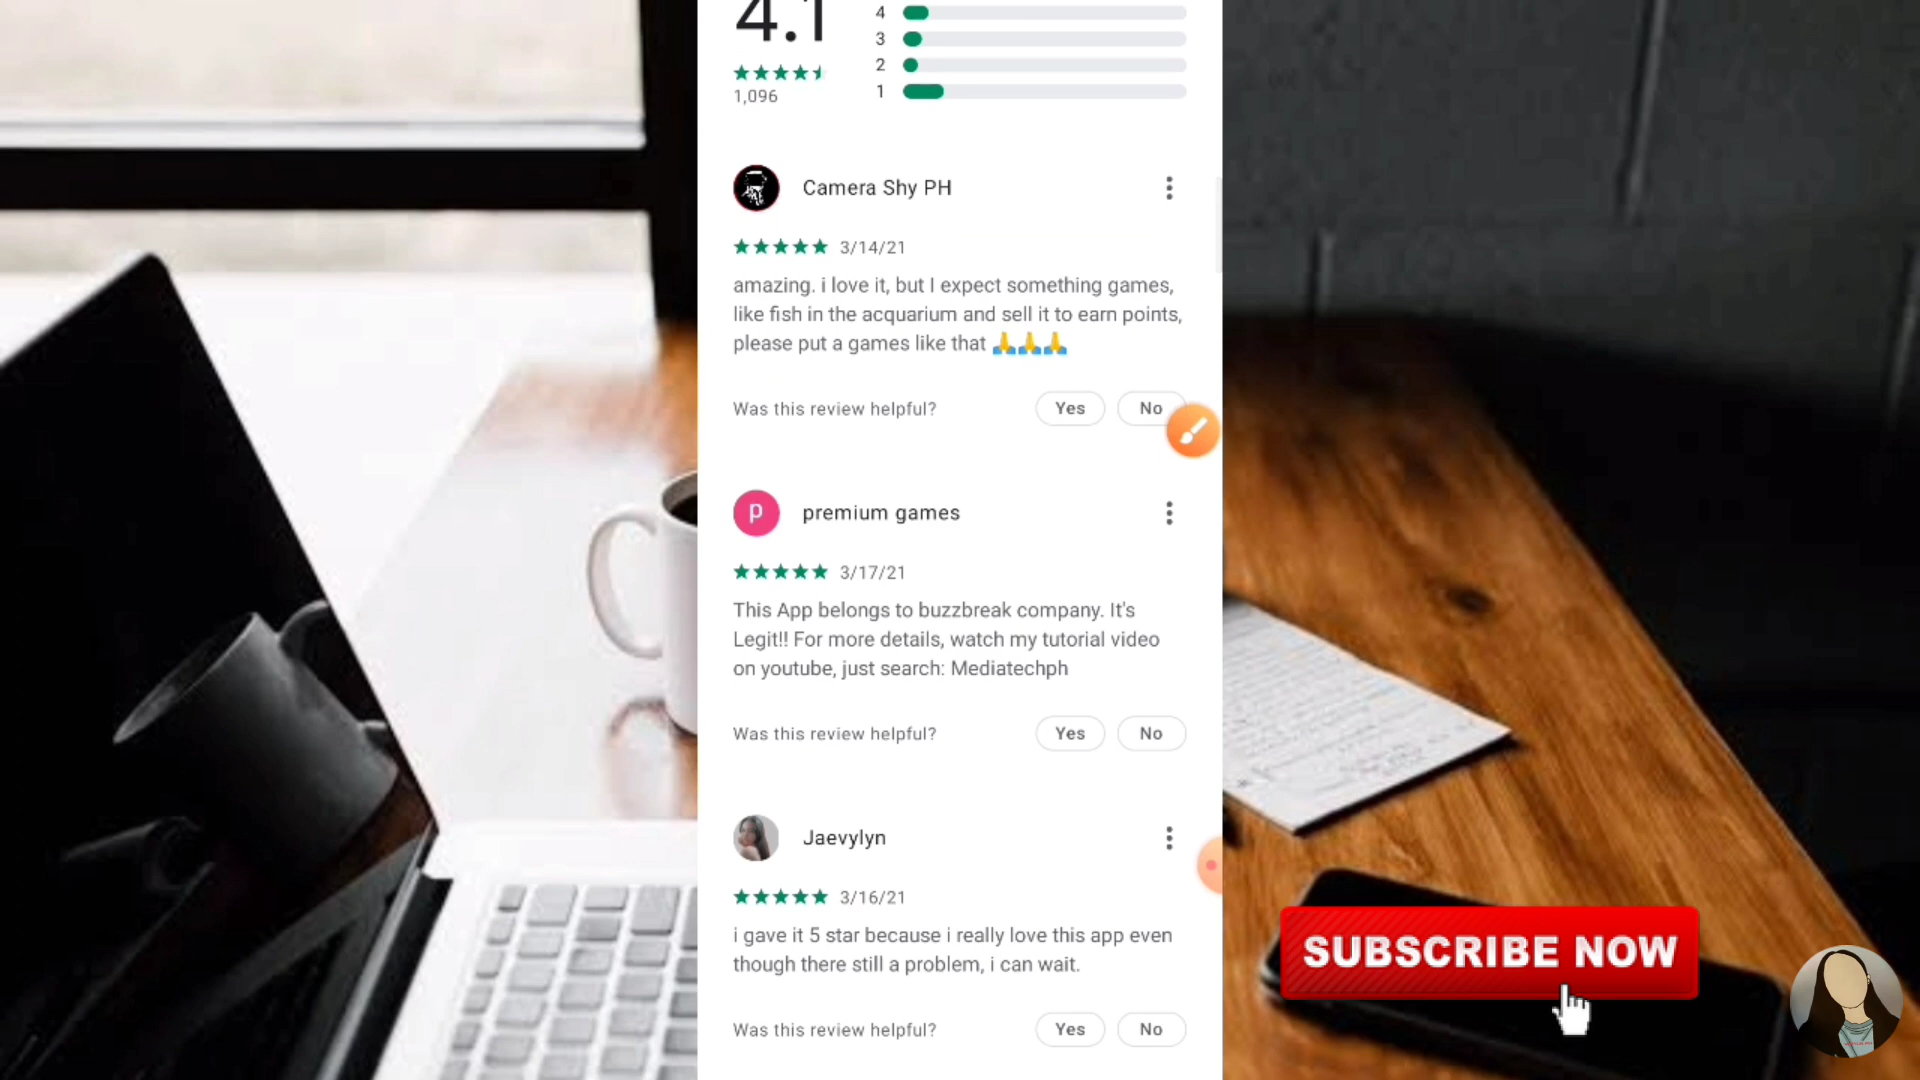 4.1
4
3
2
1
1,096
Camera Shy PH
3/14/21
amazing. i love it, but I expect something games,
like fish in the acquarium and sell it to earn points,
please put a games like that 🙏🙏🙏
Was this review helpful?
Yes
No
p
premium games
3/17/21
This App belongs to buzzbreak company. It's
Legit!! For more details, watch my tutorial video
on youtube, just search: Mediatechph
Was this review helpful?
Yes
No
Jaevylyn
3/16/21
i gave it 5 star because i really love this app even
though there still a problem, i can wait.
Was this review helpful?
Yes
No
SUBSCRIBE NOW